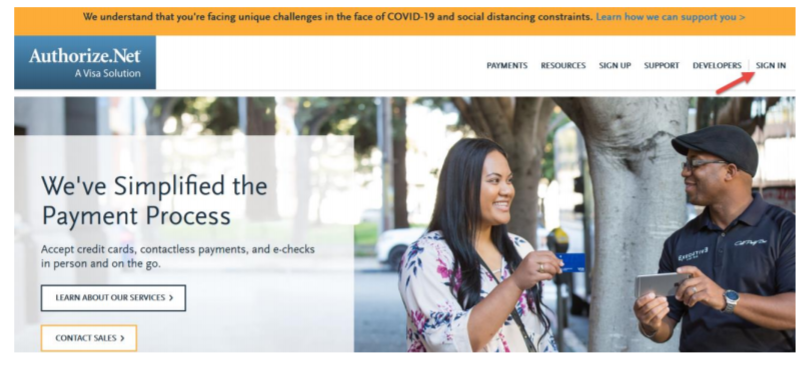 We understand that you're facing unique challenges in the face of COVID-19 and social distancing constraints. Learn how we can support you >
Authorize.Net
A Visa Solution
PAYMENTS RESOURCES SIGN UP SUPPORT DEVELOPERS SIGN IN
We've Simplified the
Payment Process
Accept credit cards, contactless payments, and e-checks
in person and on the go.
LEARN ABOUT OUR SERVICES >
CONTACT SALES >